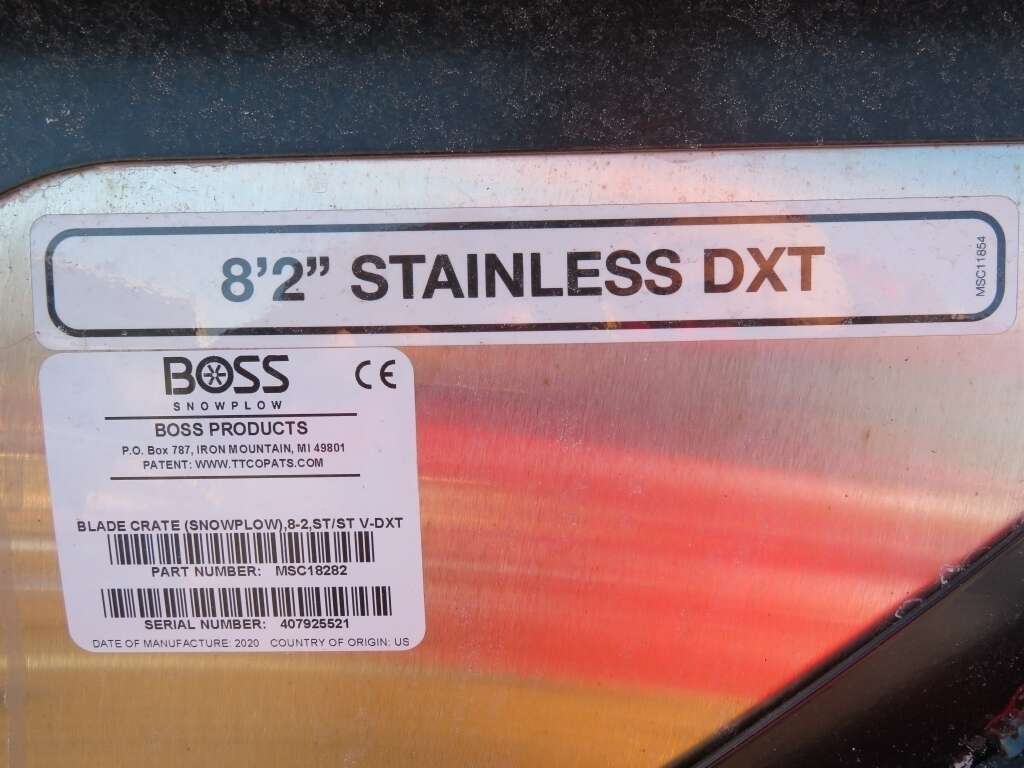 8'2" STAINLESS DXT
MSC11854
BOSS
SNOWPLOW
CE
BOSS PRODUCTS
P.O. Box 787, IRON MOUNTAIN, MI 49801
PATENT: WWW.TTCOPATS.COM
BLADE CRATE (SNOWPLOW),8-2,ST/ST V-DXT
PART NUMBER: MSC18282
SERIAL NUMBER: 407925521
DATE OF MANUFACTURE: 2020 COUNTRY OF ORIGIN: US